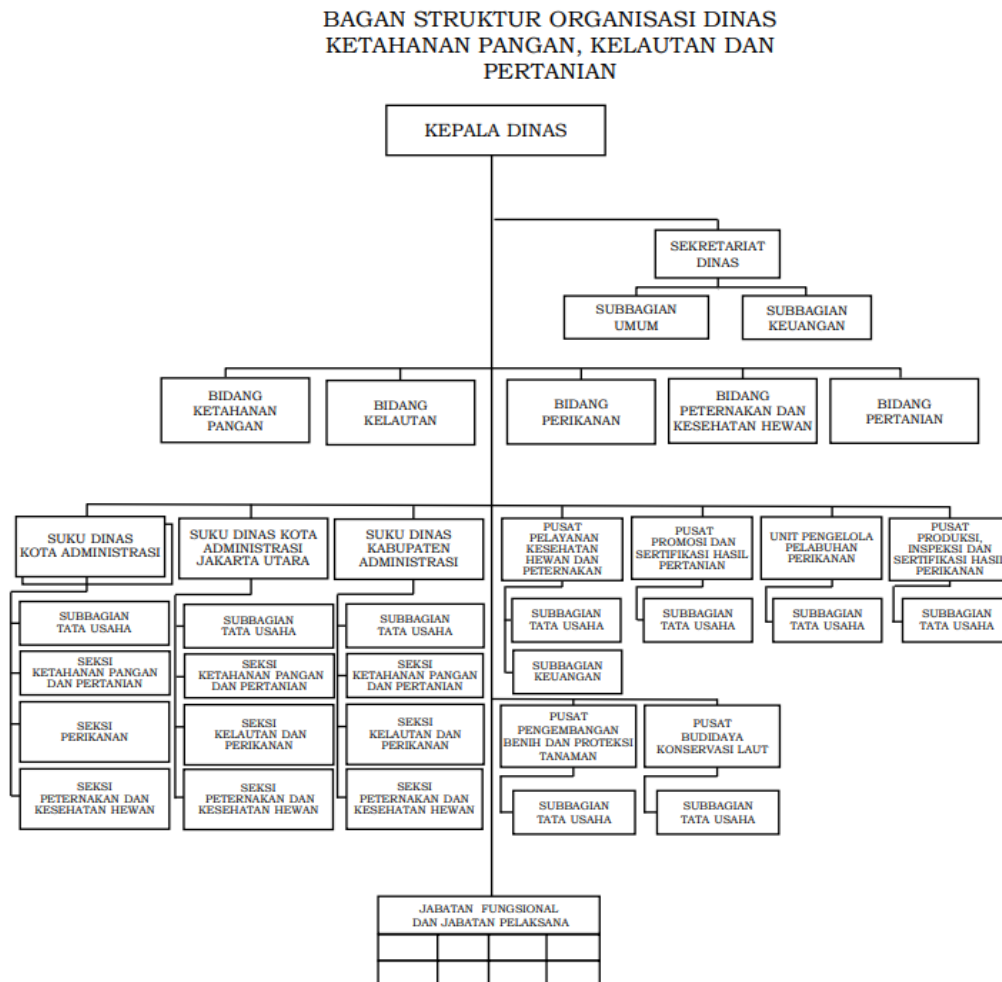 BAGAN STRUKTUR ORGANISASI DINAS
KETAHANAN PANGAN, KELAUTAN DAN
PERTANIAN
KEPALA DINAS
SEKRETARIAT
DINAS
SUBBAGIAN
UMUM
SUBBAGIAN
KEUANGAN
BIDANG
KETAHANAN
PANGAN
BIDANG
KELAUTAN
BIDANG
PERIKANAN
BIDANG
PETERNAKAN DAN
KESEHATAN HEWAN
BIDANG
PERTANIAN
SUKU DINAS
KOTA ADMINISTRASI
SUBBAGIAN
TATA USAHA
SEKSI
KETAHANAN PANGAN
DAN PERTANIAN
SEKSI
PERIKANAN
SEKSI
PETERNAKAN DAN
KESEHATAN HEWAN
SUKU DINAS KOTA
ADMINISTRASI
JAKARTA UTARA
SUBBAGIAN
TATA USAHA
SEKSI
KETAHANAN PANGAN
DAN PERTANIAN
SEKSI
KELAUTAN DAN
PERIKANAN
SEKSI
PETERNAKAN DAN
KESEHATAN HEWAN
SUKU DINAS
KABUPATEN
ADMINISTRASI
SUBBAGIAN
TATA USAHA
SEKSI
KETAHANAN PANGAN
DAN PERTANIAN
SEKSI
KELAUTAN DAN
PERIKANAN
SEKSI
PETERNAKAN DAN
KESEHATAN HEWAN
PUSAT
PELAYANAN
KESEHATAN
HEWAN DAN
PETERNAKAN
SUBBAGIAN
TATA USAHA
SUBBAGIAN
KEUANGAN
PUSAT
PROMOSI DAN
SERTIFIKASI HASIL
PERTANIAN
SUBBAGIAN
TATA USAHA
UNIT PENGELOLA
PELABUHAN
PERIKANAN
SUBBAGIAN
TATA USAHA
PUSAT
PRODUKSI,
INSPEKSI DAN
SERTIFIKASI HASIL
PERIKANAN
SUBBAGIAN
TATA USAHA
PUSAT
PENGEMBANGAN
BENIH DAN PROTEKSI
TANAMAN
SUBBAGIAN
TATA USAHA
PUSAT
BUDIDAYA
KONSERVASI LAUT
SUBBAGIAN
TATA USAHA
JABATAN FUNGSIONAL
DAN JABATAN PELAKSANA